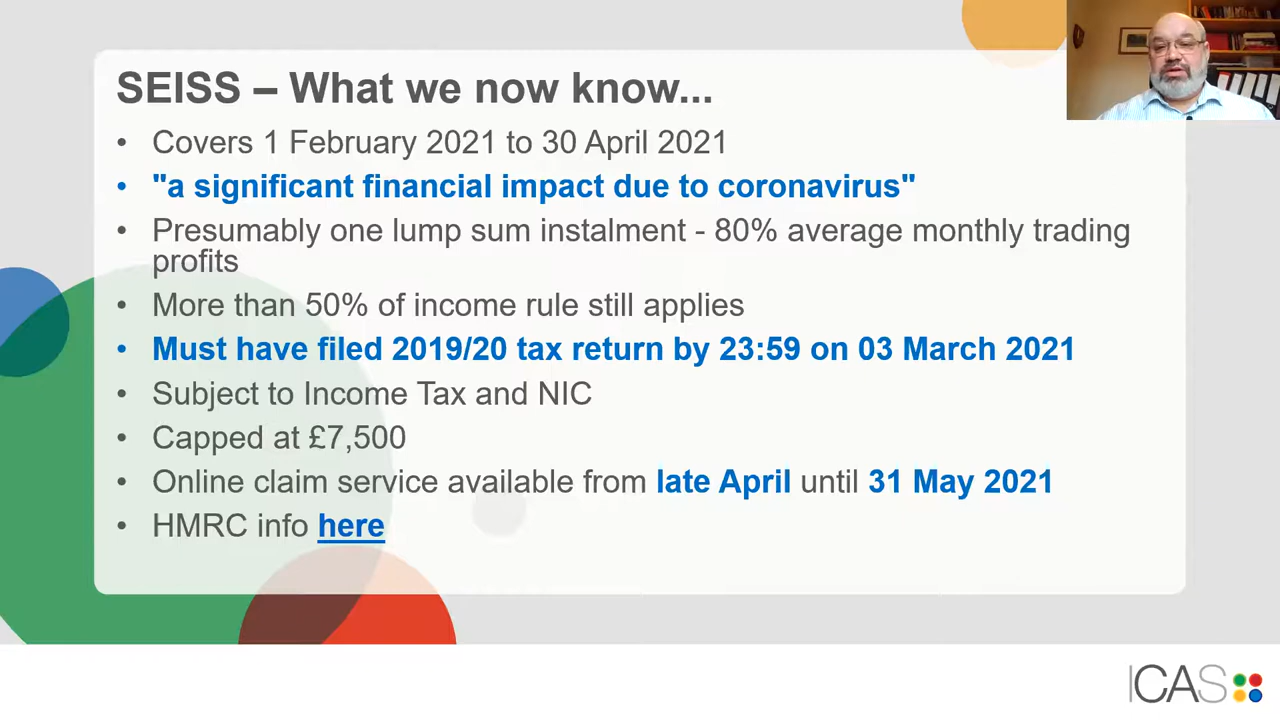 SEISS – What we now know...
• Covers 1 February 2021 to 30 April 2021
• "a significant financial impact due to coronavirus"
• Presumably one lump sum instalment - 80% average monthly trading
profits
• More than 50% of income rule still applies
• Must have filed 2019/20 tax return by 23:59 on 03 March 2021
• Subject to Income Tax and NIC
• Capped at £7,500
• Online claim service available from late April until 31 May 2021
• HMRC info here
ICAS